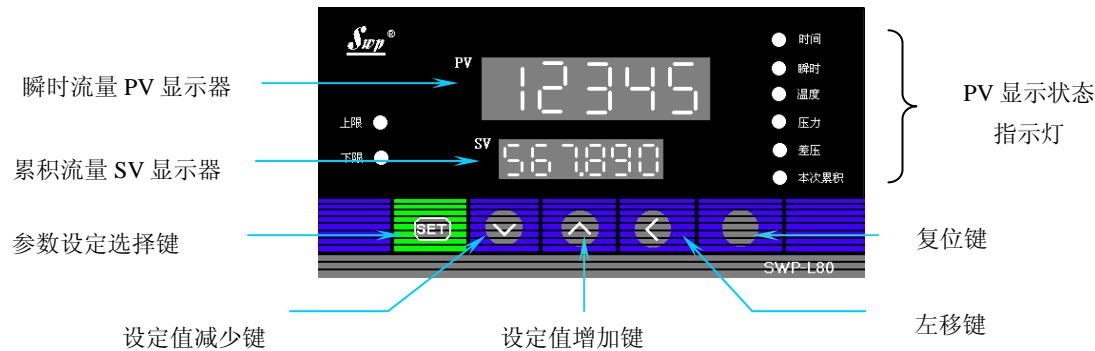 Swp®
PV
12345
时间
瞬时
温度
压力
差压
本次累积
PV 显示状态
指示灯
瞬时流量 PV 显示器
上限
下限
SV
567.890
累积流量 SV 显示器
参数设定选择键
SET
复位键
SWP-L80
设定值减少键
设定值增加键
左移键